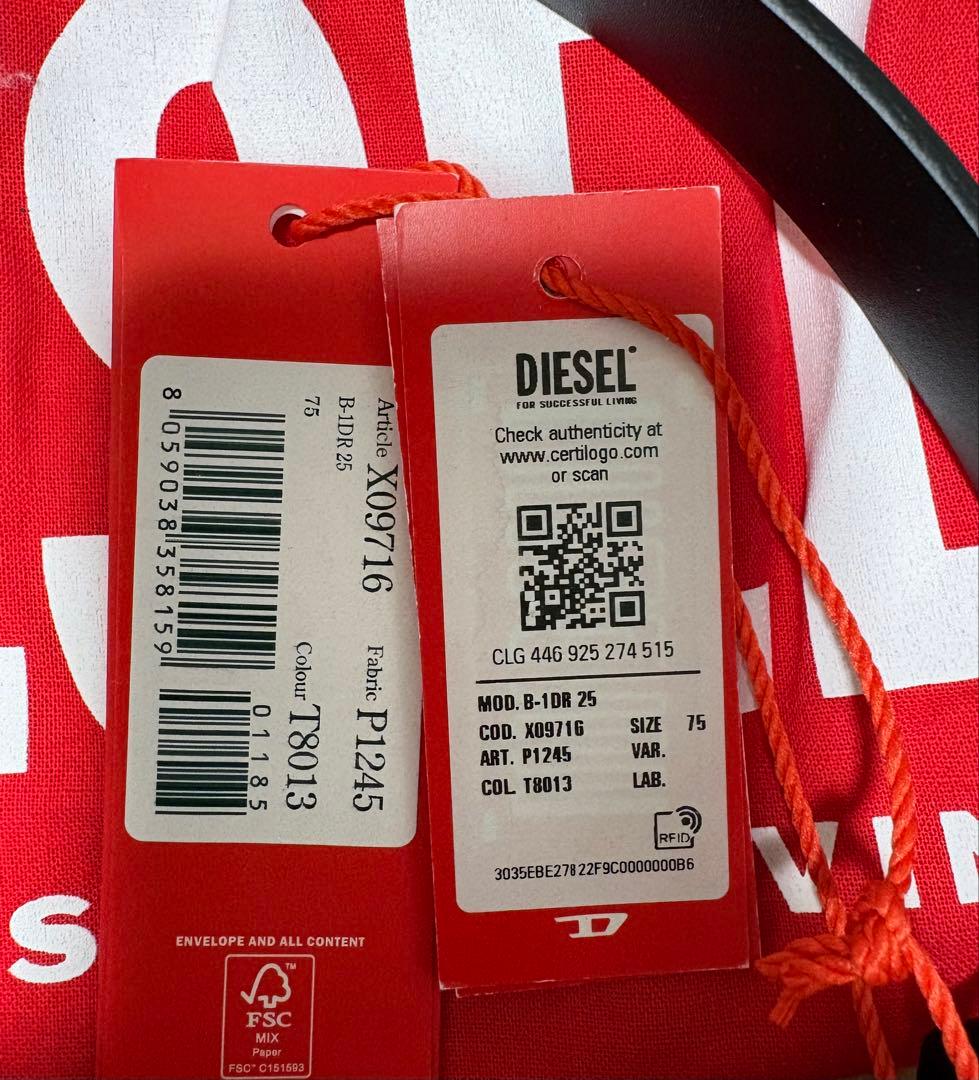 8 059038 358159
75
B-1DR 25
Article X09716
Fabric P1245
Colour T8013
01185
ENVELOPE AND ALL CONTENT
FSC™
MIX
Paper
FSC® C151593
DIESEL®
FOR SUCCESSFUL LIVING
Check authenticity at
www.certilogo.com
or scan
CLG 446 925 274 515
MOD. B-1DR 25
COD. X09716 SIZE 75
ART. P1245 VAR.
COL. T8013 LAB.
RFID
3035EBE27822F9C0000000B6
D
S
VIN